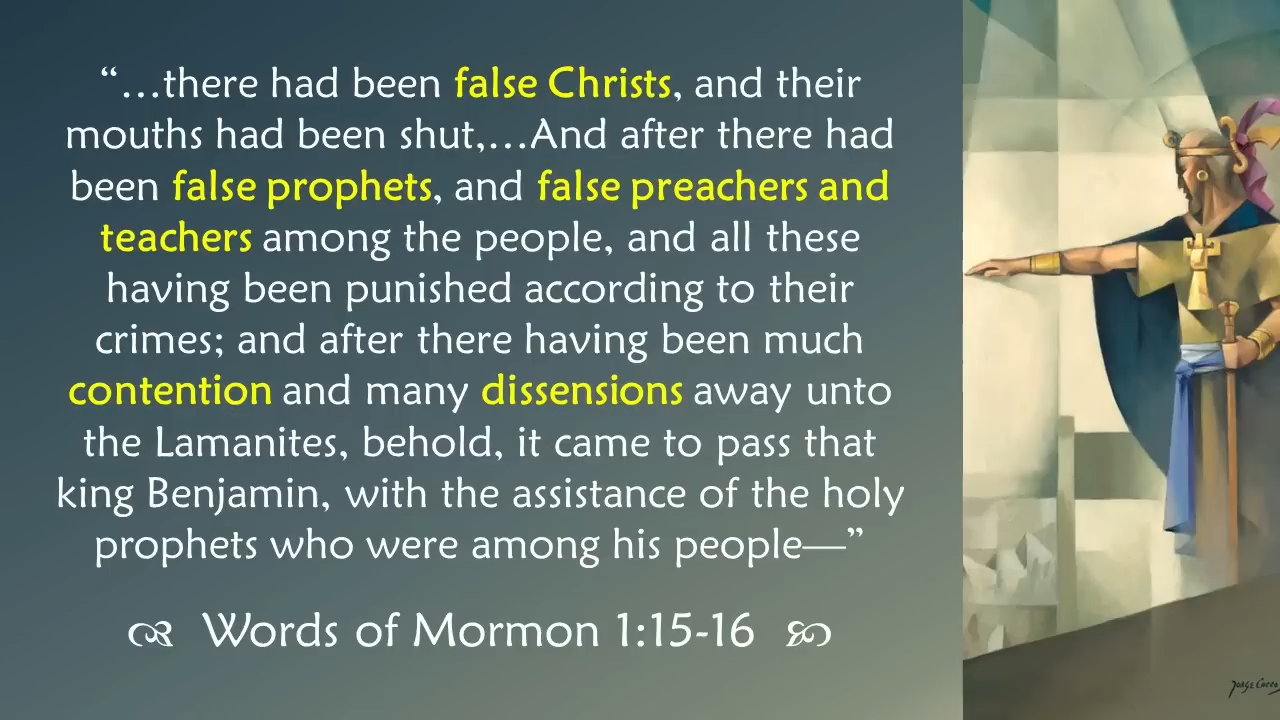 “…there had been false Christs, and their
mouths had been shut,…And after there had
been false prophets, and false preachers and
teachers among the people, and all these
having been punished according to their
crimes; and after there having been much
contention and many dissensions away unto
the Lamanites, behold, it came to pass that
king Benjamin, with the assistance of the holy
prophets who were among his people—”
Words of Mormon 1:15-16
Jorge Cocco